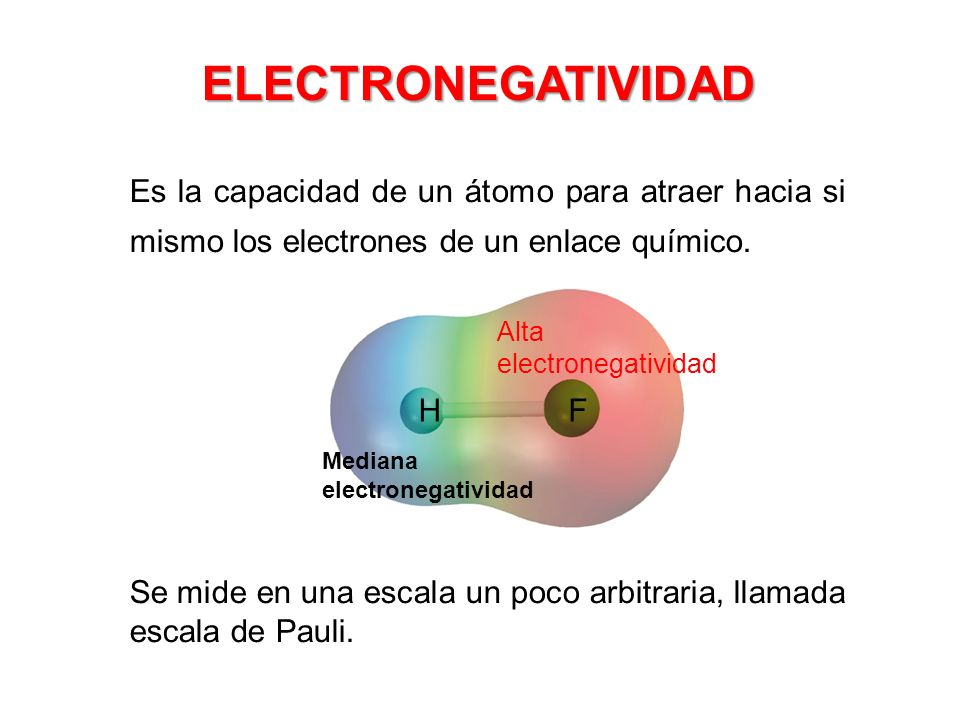 ELECTRONEGATIVIDAD
Es la capacidad de un átomo para atraer hacia si
mismo los electrones de un enlace químico.
Alta
electronegatividad
H F
Mediana
electronegatividad
Se mide en una escala un poco arbitraria, llamada
escala de Pauli.